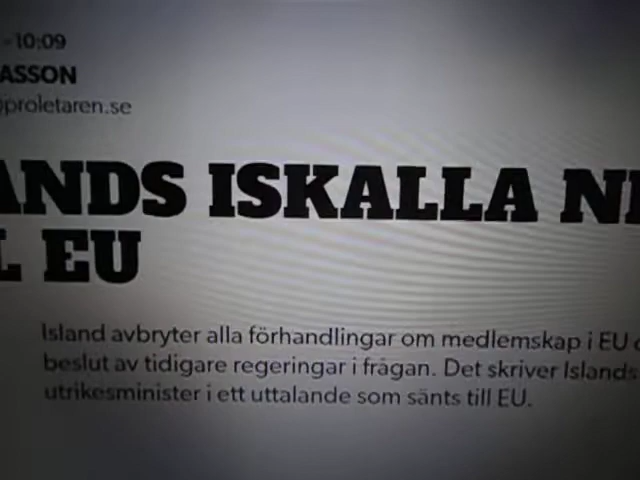 -10:09
ASSON
@proletaren.se
ANDS ISKALLA
EU
Island avbryter alla förhandlingar om medlemskap i EU
beslut av tidigare regeringar i frågan. Det skriver Islands
utrikesminister i ett uttalande som sänts till EU.